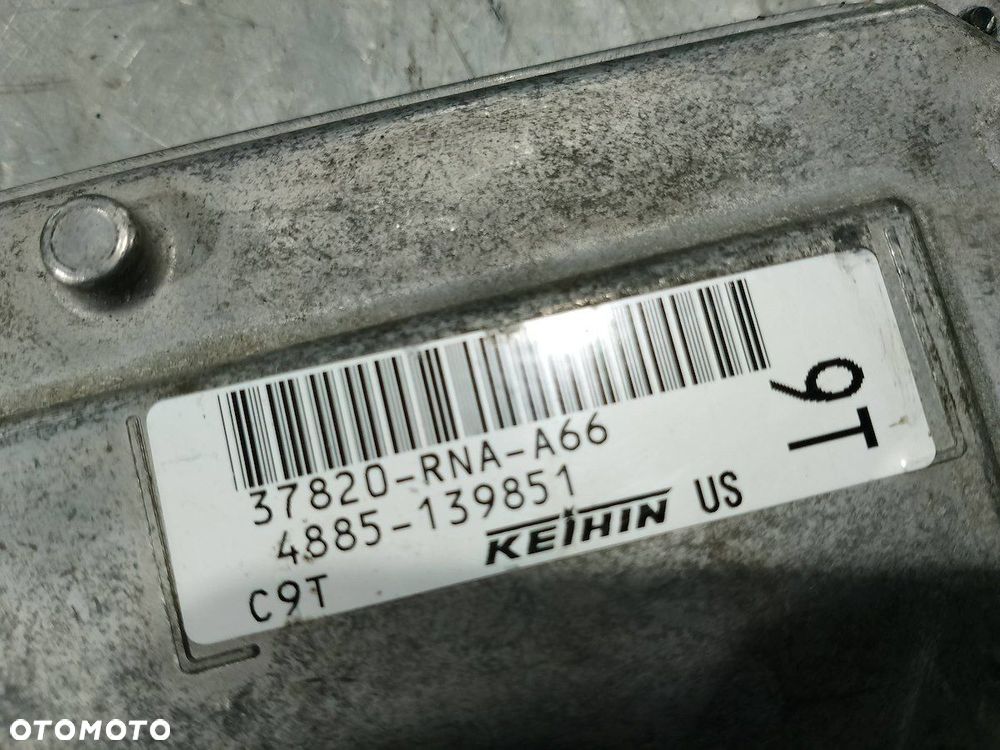 37820-RNA-A66
4885-139851
C9T
KEIHIN US
9T
OTOMOTO